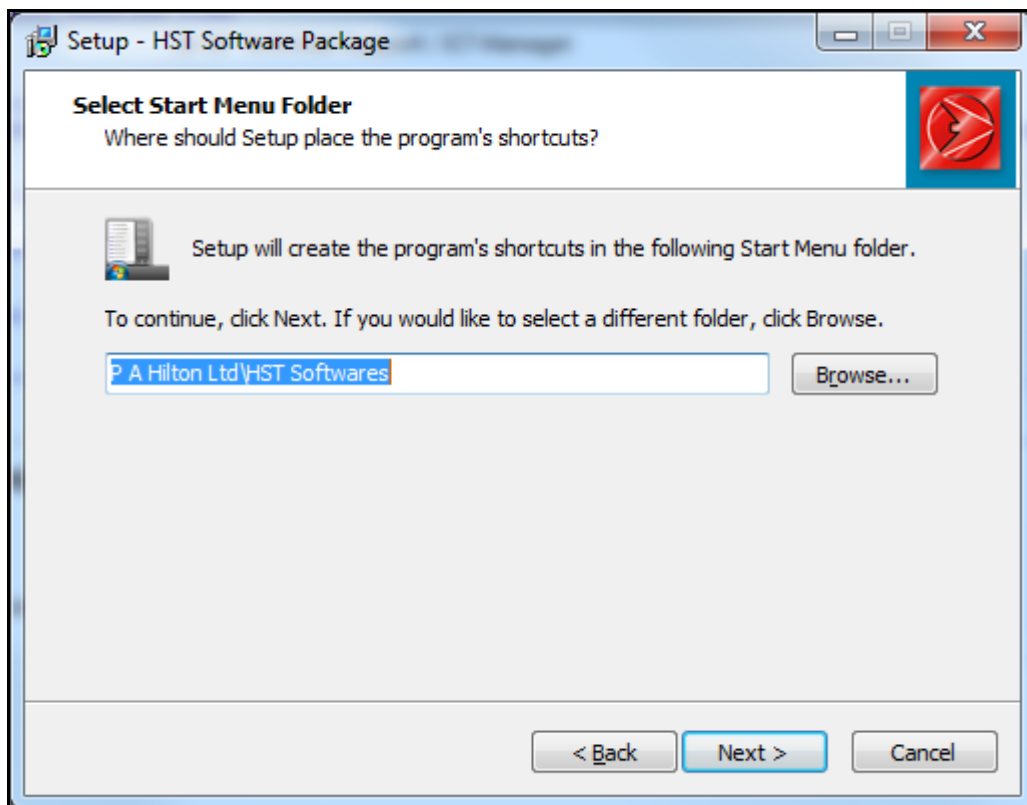 Setup - HST Software Package
Select Start Menu Folder
Where should Setup place the program's shortcuts?
Setup will create the program's shortcuts in the following Start Menu folder.
To continue, click Next. If you would like to select a different folder, click Browse.
P A Hilton Ltd\HST Softwares
Browse...
< Back
Next >
Cancel